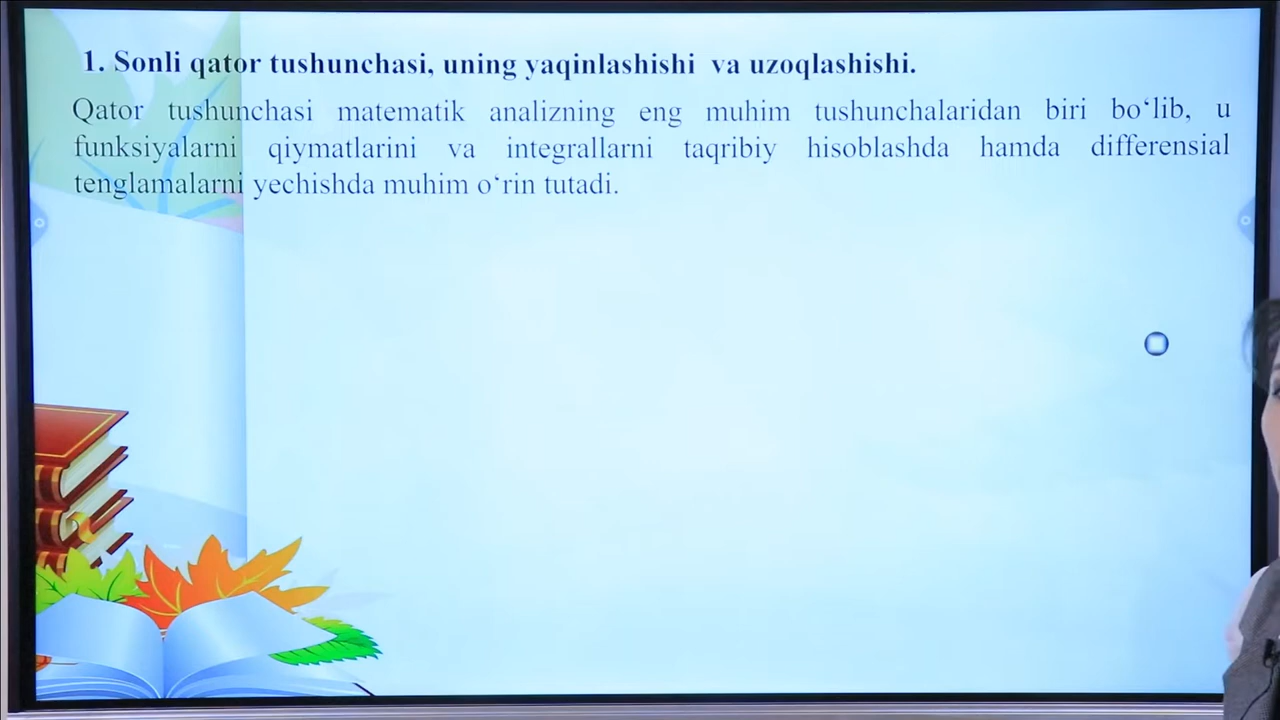 1. Sonli qator tushunchasi, uning yaqinlashishi va uzoqlashishi.
Qator tushunchasi matematik analizning eng muhim tushunchalaridan biri bo‘lib, u
funksiyalarni qiymatlarini va integrallarni taqribiy hisoblashda hamda differensial
tenglamalarni yechishda muhim o‘rin tutadi.